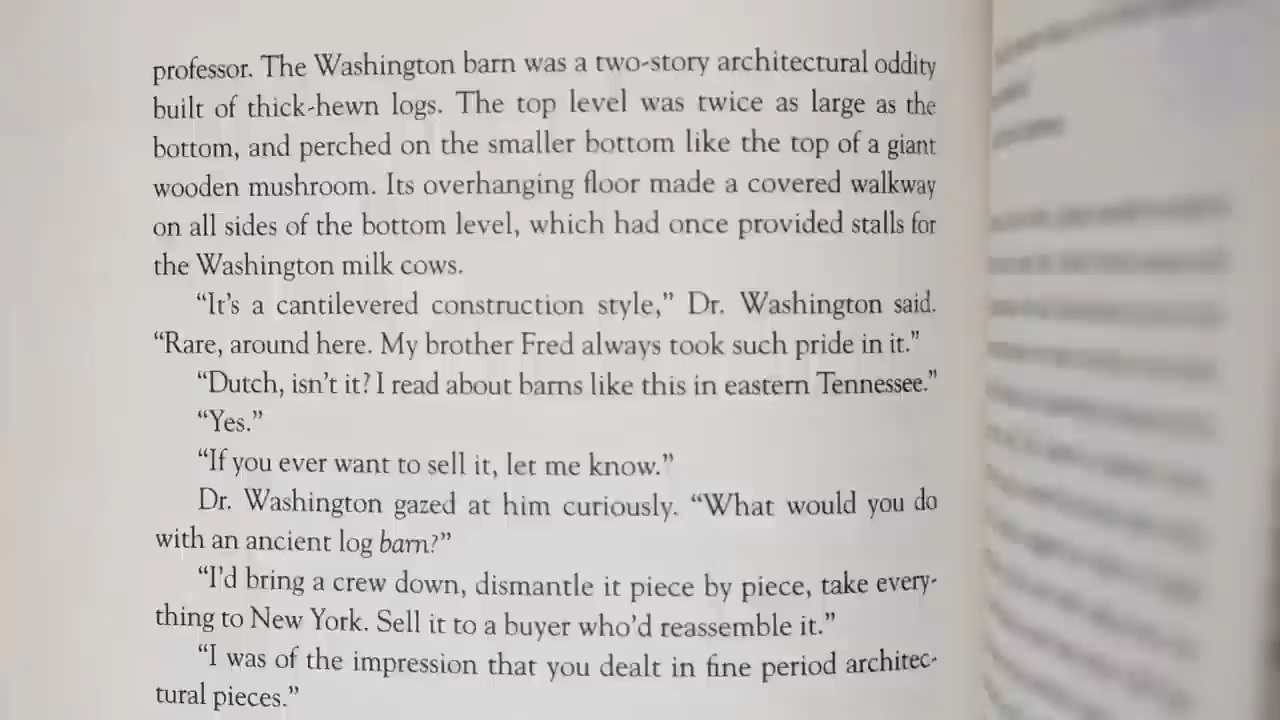 professor. The Washington barn was a two-story architectural oddity
built of thick-hewn logs. The top level was twice as large as the
bottom, and perched on the smaller bottom like the top of a giant
wooden mushroom. Its overhanging floor made a covered walkway
on all sides of the bottom level, which had once provided stalls for
the Washington milk cows.
“It’s a cantilevered construction style,” Dr. Washington said.
“Rare, around here. My brother Fred always took such pride in it.”
“Dutch, isn’t it? I read about barns like this in eastern Tennessee.”
“Yes.”
“If you ever want to sell it, let me know.”
Dr. Washington gazed at him curiously. “What would you do
with an ancient log barn?”
“I’d bring a crew down, dismantle it piece by piece, take every-
thing to New York. Sell it to a buyer who’d reassemble it.”
“I was of the impression that you dealt in fine period architec-
tural pieces.”